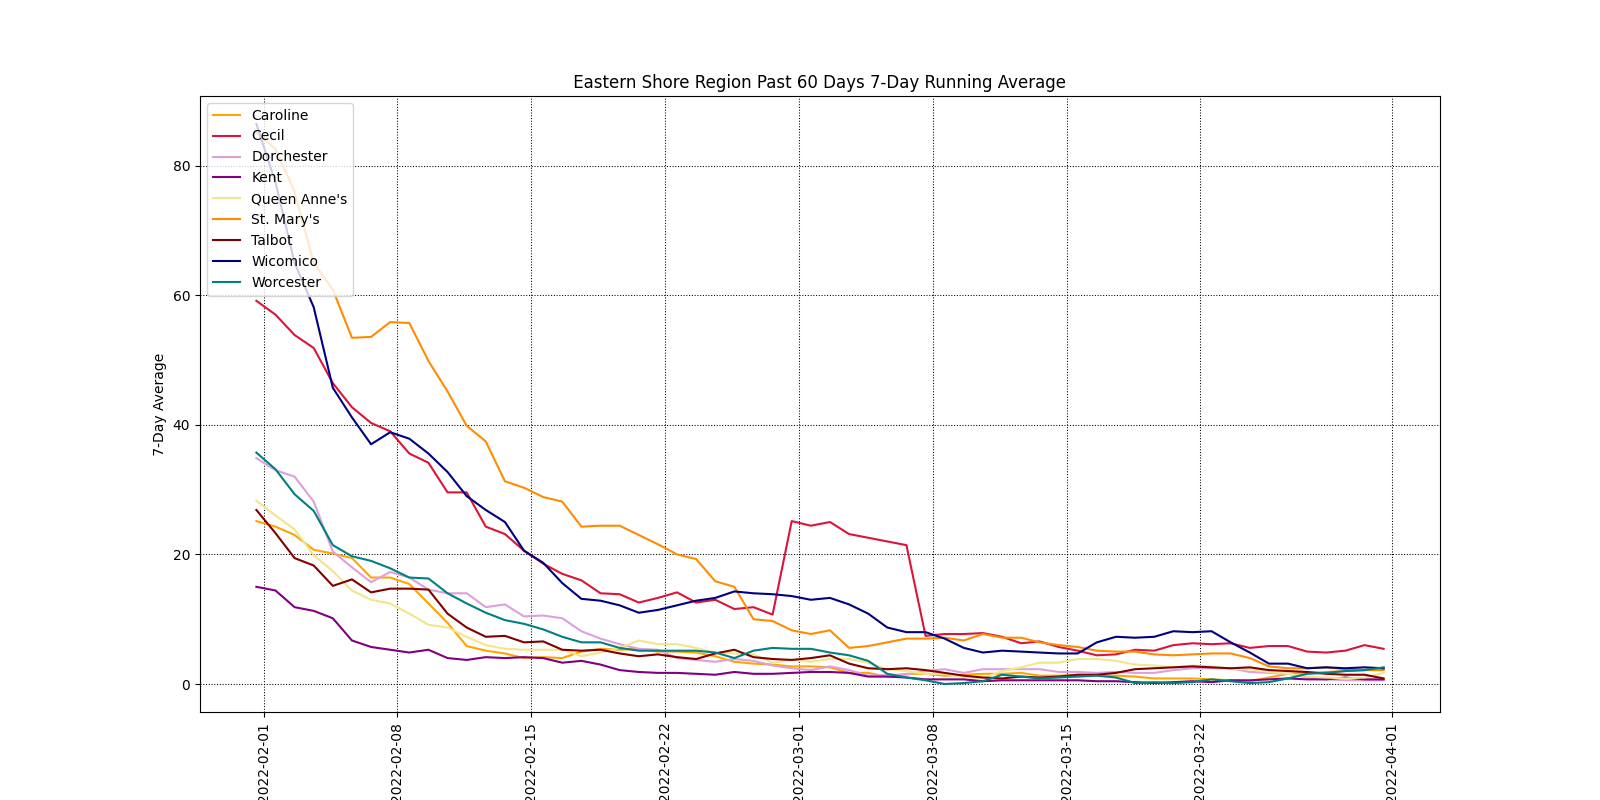 Eastern Shore Region Past 60 Days 7-Day Running Average
Caroline
Cecil
Dorchester
Kent
Queen Anne's
St. Mary's
Talbot
Wicomico
Worcester
80
60
40
20
0
7-Day Average
2022-02-01
2022-02-08
2022-02-15
2022-02-22
2022-03-01
2022-03-08
2022-03-15
2022-03-22
2022-04-01